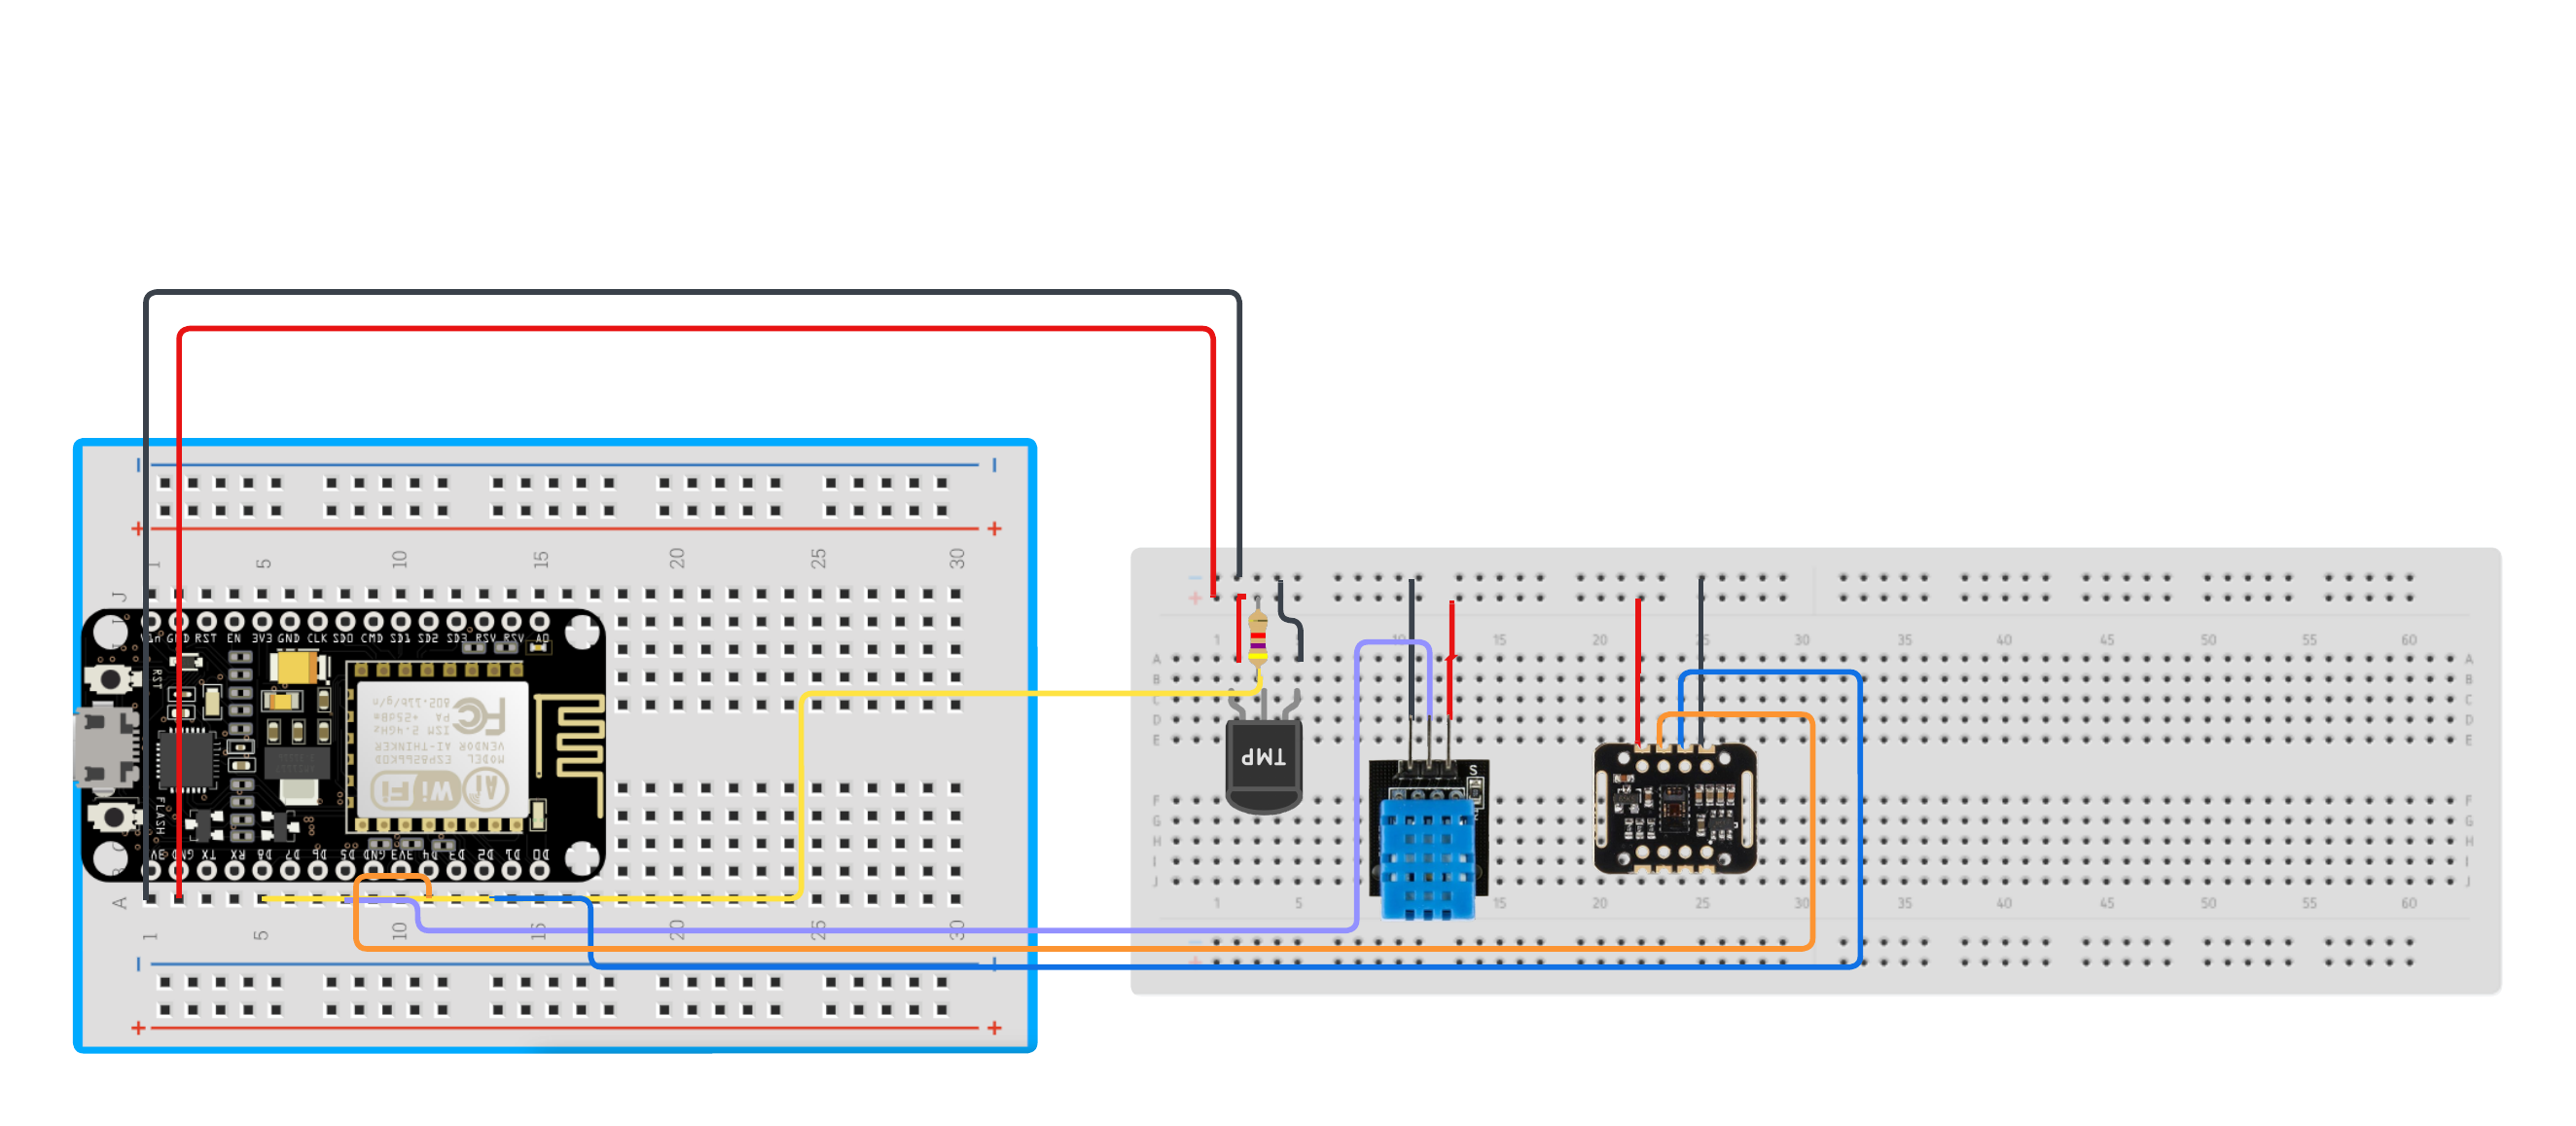 1 5 10 15 20 25 30
J
Vin GND RST EN 3V3 GND CLK SD0 CMD SD1 SD2 SD3 RSV RSV A0
RST
802.11b/g/n
PA +25dBm
ISM 2.4GHz
FC
AI-THINKER
ESP8266MOD
VENDOR
MODEL
WiFi
Ai
FLASH
3V GND TX RX D8 D7 D6 D5 GND 3V3 D4 D3 D2 D1 D0
A
1 5 10 15 20 25 30
- -
+ +
1 5 10 15 20 25 30 35 40 45 50 55 60
A A
B B
C C
D D
E E
TMP
S
F F
G G
H H
I I
J J
1 5 15 20 25 30 35 40 45 50 55 60